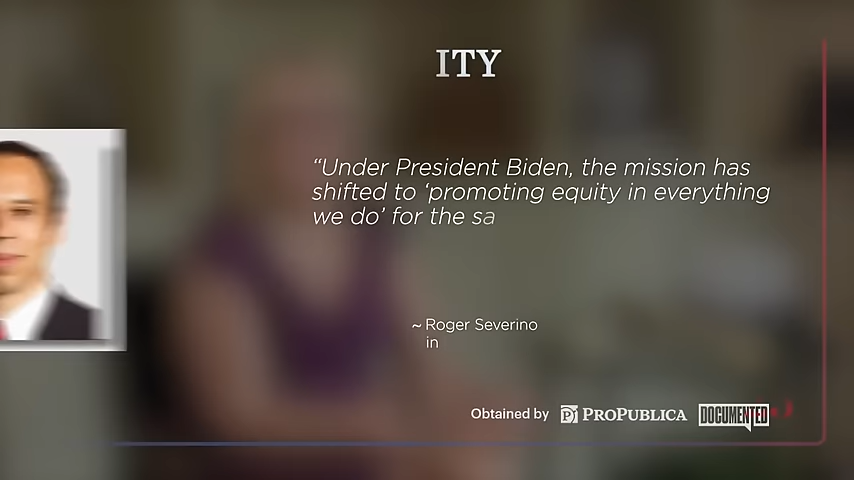 ITY
“Under President Biden, the mission has
shifted to ‘promoting equity in everything
we do’ for the sa
~ Roger Severino
in
Obtained by PROPUBLICA DOCUMENTED